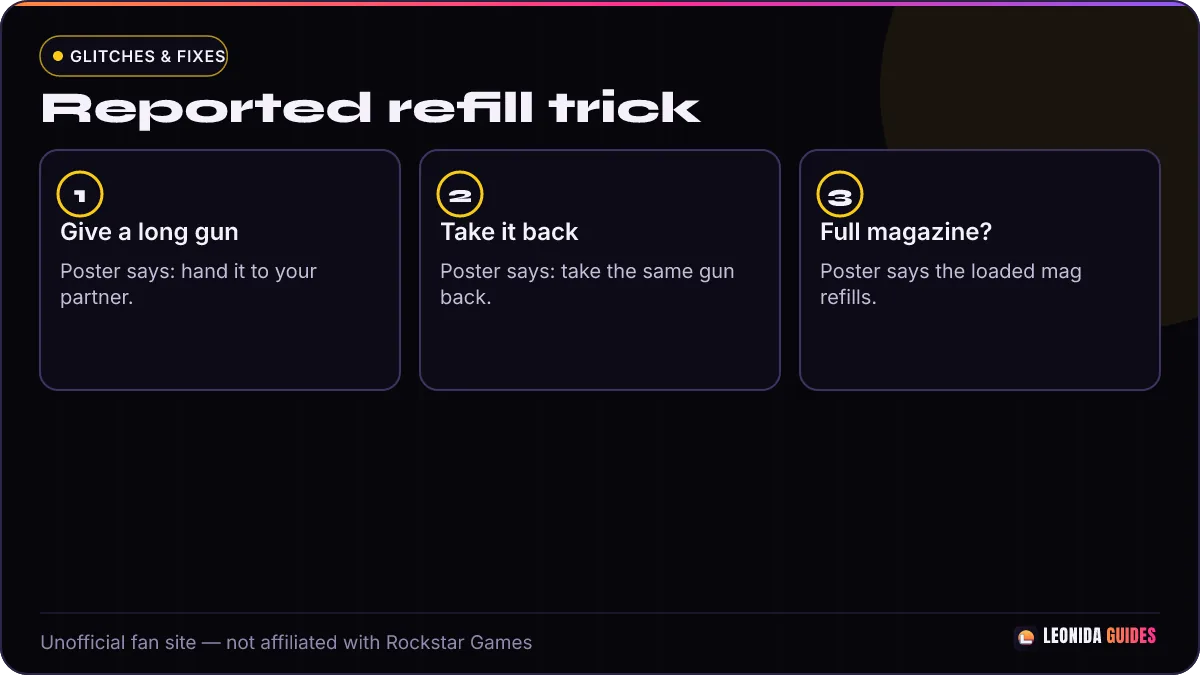 GLITCHES & FIXES
Reported refill trick
1
Give a long gun
Poster says: hand it to your
partner.
2
Take it back
Poster says: take the same gun
back.
3
Full magazine?
Poster says the loaded mag
refills.
Unofficial fan site — not affiliated with Rockstar Games
LEONIDA GUIDES